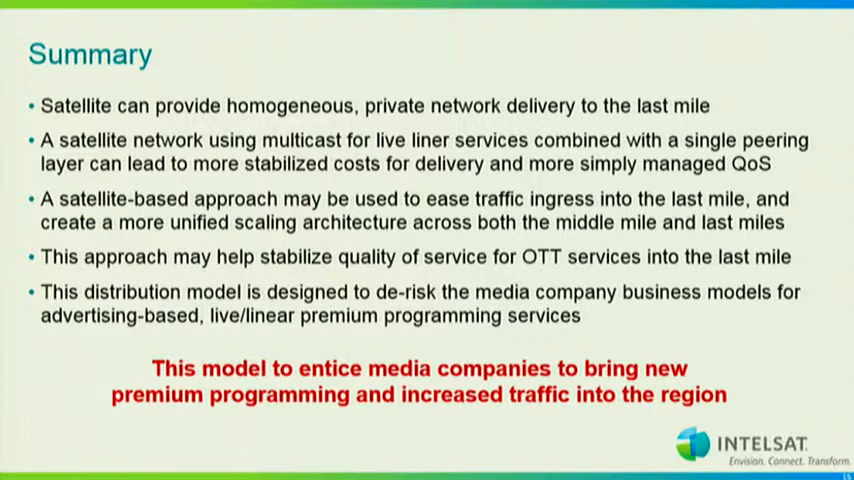 Summary
• Satellite can provide homogeneous, private network delivery to the last mile
• A satellite network using multicast for live liner services combined with a single peering
layer can lead to more stabilized costs for delivery and more simply managed QoS
• A satellite-based approach may be used to ease traffic ingress into the last mile, and
create a more unified scaling architecture across both the middle mile and last miles
• This approach may help stabilize quality of service for OTT services into the last mile
• This distribution model is designed to de-risk the media company business models for
advertising-based, live/linear premium programming services
This model to entice media companies to bring new
premium programming and increased traffic into the region
INTELSAT.
Envision. Connect. Transform.
15